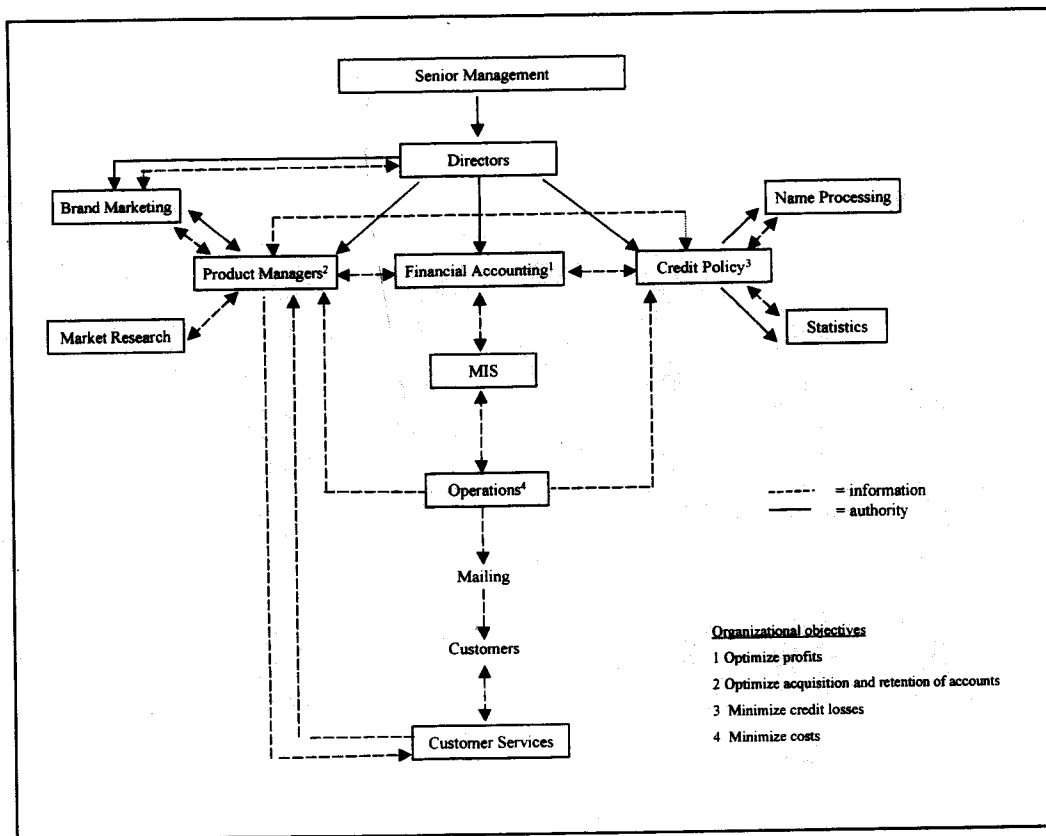 Senior Management
Directors
Brand Marketing
Name Processing
Product Managers²
Financial Accounting¹
Credit Policy³
Market Research
Statistics
MIS
Operations⁴
= information
= authority
Mailing
Customers
Customer Services
Organizational objectives
1 Optimize profits
2 Optimize acquisition and retention of accounts
3 Minimize credit losses
4 Minimize costs